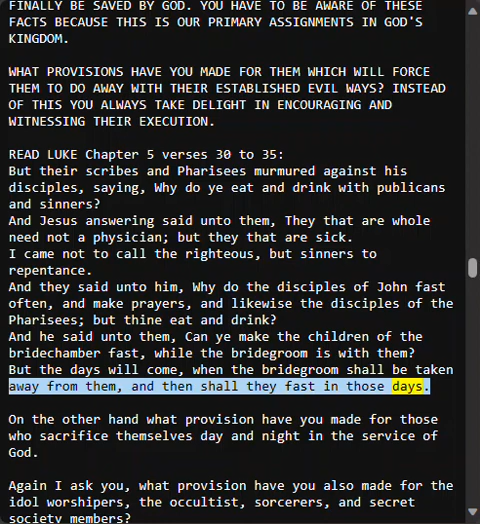 FINALLY BE SAVED BY GOD. YOU HAVE TO BE AWARE OF THESE
FACTS BECAUSE THIS IS OUR PRIMARY ASSIGNMENTS IN GOD'S
KINGDOM.
WHAT PROVISIONS HAVE YOU MADE FOR THEM WHICH WILL FORCE
THEM TO DO AWAY WITH THEIR ESTABLISHED EVIL WAYS? INSTEAD
OF THIS YOU ALWAYS TAKE DELIGHT IN ENCOURAGING AND
WITNESSING THEIR EXECUTION.
READ LUKE Chapter 5 verses 30 to 35:
But their scribes and Pharisees murmured against his
disciples, saying, Why do ye eat and drink with publicans
and sinners?
And Jesus answering said unto them, They that are whole
need not a physician; but they that are sick.
I came not to call the righteous, but sinners to
repentance.
And they said unto him, Why do the disciples of John fast
often, and make prayers, and likewise the disciples of the
Pharisees; but thine eat and drink?
And he said unto them, Can ye make the children of the
bridechamber fast, while the bridegroom is with them?
But the days will come, when the bridegroom shall be taken
away from them, and then shall they fast in those days.
On the other hand what provision have you made for those
who sacrifice themselves day and night in the service of
God.
Again I ask you, what provision have you also made for the
idol worshipers, the occultist, sorcerers, and secret
society members?